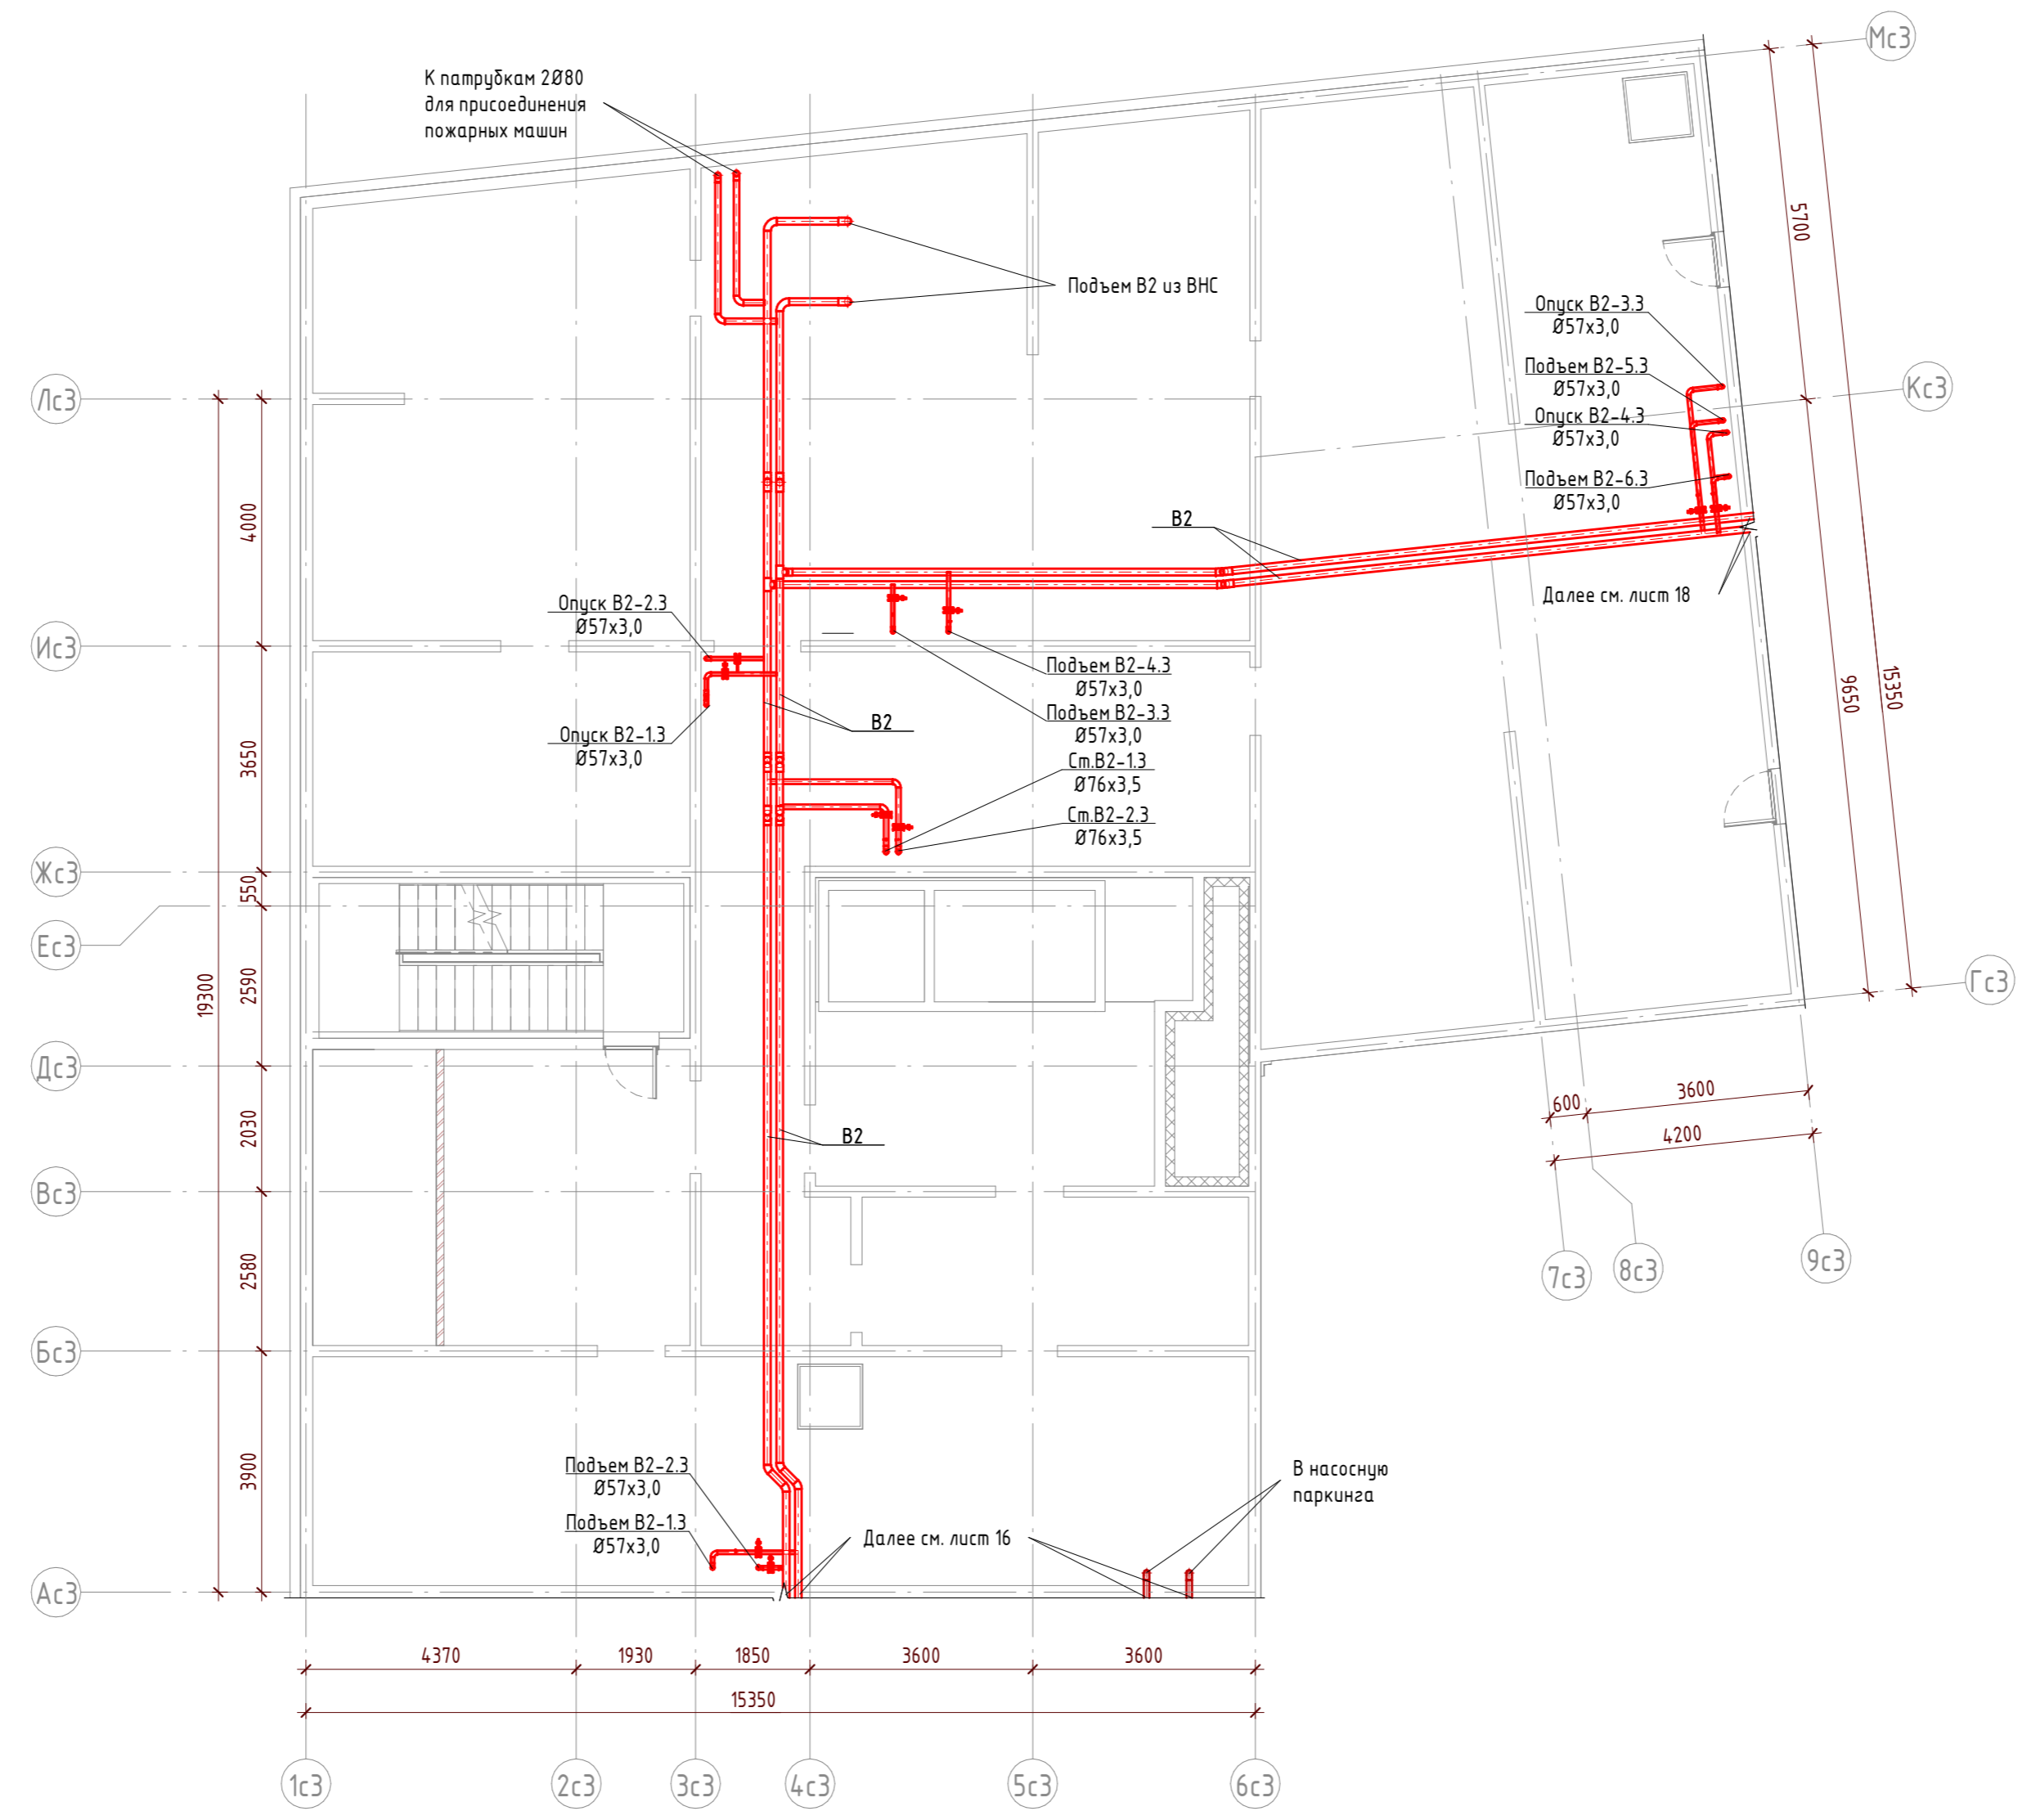 Мс3
К патрубкам 2Ø80
для присоединения
пожарных машин
5700
Подъем В2 из ВНС
Опуск В2-3.3
Ø57х3,0
Подъем В2-5.3
Ø57х3,0
Опуск В2-4.3
Ø57х3,0
Подъем В2-6.3
Ø57х3,0
Кс3
Лс3
4000
В2
Далее см. лист 18
Опуск В2-2.3
Ø57х3,0
Ис3
Подъем В2-4.3
Ø57х3,0
Подъем В2-3.3
Ø57х3,0
9650
15350
В2
Опуск В2-1.3
Ø57х3,0
3650
Ст.В2-1.3
Ø76х3,5
Ст.В2-2.3
Ø76х3,5
Жс3
550
Ес3
19300
2590
Гс3
Дс3
2030
В2
600
3600
4200
Вс3
2580
7с3
8с3
9с3
Бс3
3900
Подъем В2-2.3
Ø57х3,0
Подъем В2-1.3
Ø57х3,0
Далее см. лист 16
В насосную
паркинга
Ас3
4370
1930
1850
3600
3600
15350
1с3
2с3
3с3
4с3
5с3
6с3